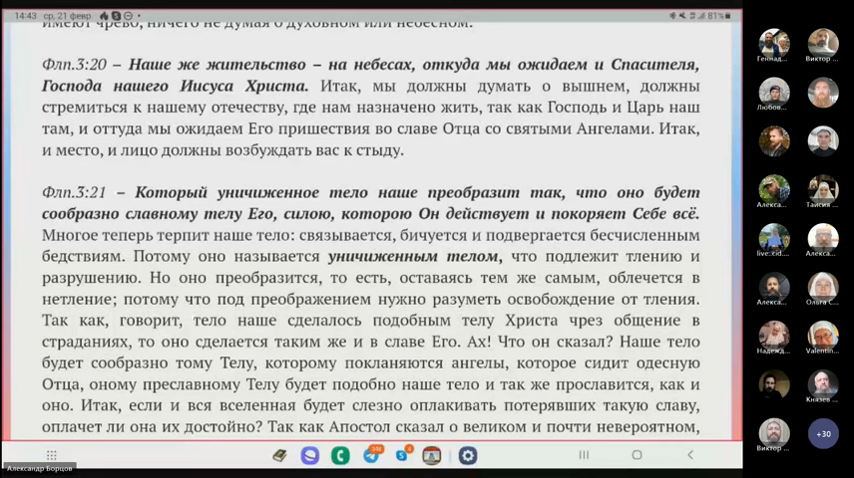 14:43 ср, 21 февр
81%
имеют чрево, ничего не думая о духовном или небесном.
Флп.3:20 – Наше же жительство – на небесах, откуда мы ожидаем и Спасителя,
Господа нашего Иисуса Христа. Итак, мы должны думать о вышнем, должны
стремиться к нашему отечеству, где нам назначено жить, так как Господь и Царь наш
там, и оттуда мы ожидаем Его пришествия во славе Отца со святыми Ангелами. Итак,
и место, и лицо должны возбуждать вас к стыду.
Флп.3:21 – Который уничиженное тело наше преобразит так, что оно будет
сообразно славному телу Его, силою, которою Он действует и покоряет Себе всё.
Многое теперь терпит наше тело: связывается, бичуется и подвергается бесчисленным
бедствиям. Потому оно называется уничиженным телом, что подлежит тлению и
разрушению. Но оно преобразится, то есть, оставаясь тем же самым, облечется в
нетление; потому что под преображением нужно разуметь освобождение от тления.
Так как, говорит, тело наше сделалось подобным телу Христа чрез общение в
страданиях, то оно сделается таким же и в славе Его. Ах! Что он сказал? Наше тело
будет сообразно тому Телу, которому покланяются ангелы, которое сидит одесную
Отца, оному преславному Телу будет подобно наше тело и так же прославится, как и
оно. Итак, если и вся вселенная будет слезно оплакивать потерявших такую славу,
оплачет ли она их достойно? Так как Апостол сказал о великом и почти невероятном,
Александр Борцов
Геннад...
Виктор ...
Любов...
Алекса...
Таисия ...
live:.cid...
Алекса...
Алекса...
Ольга С...
Надежд...
Valentin...
Князев ...
Виктор ...
+30